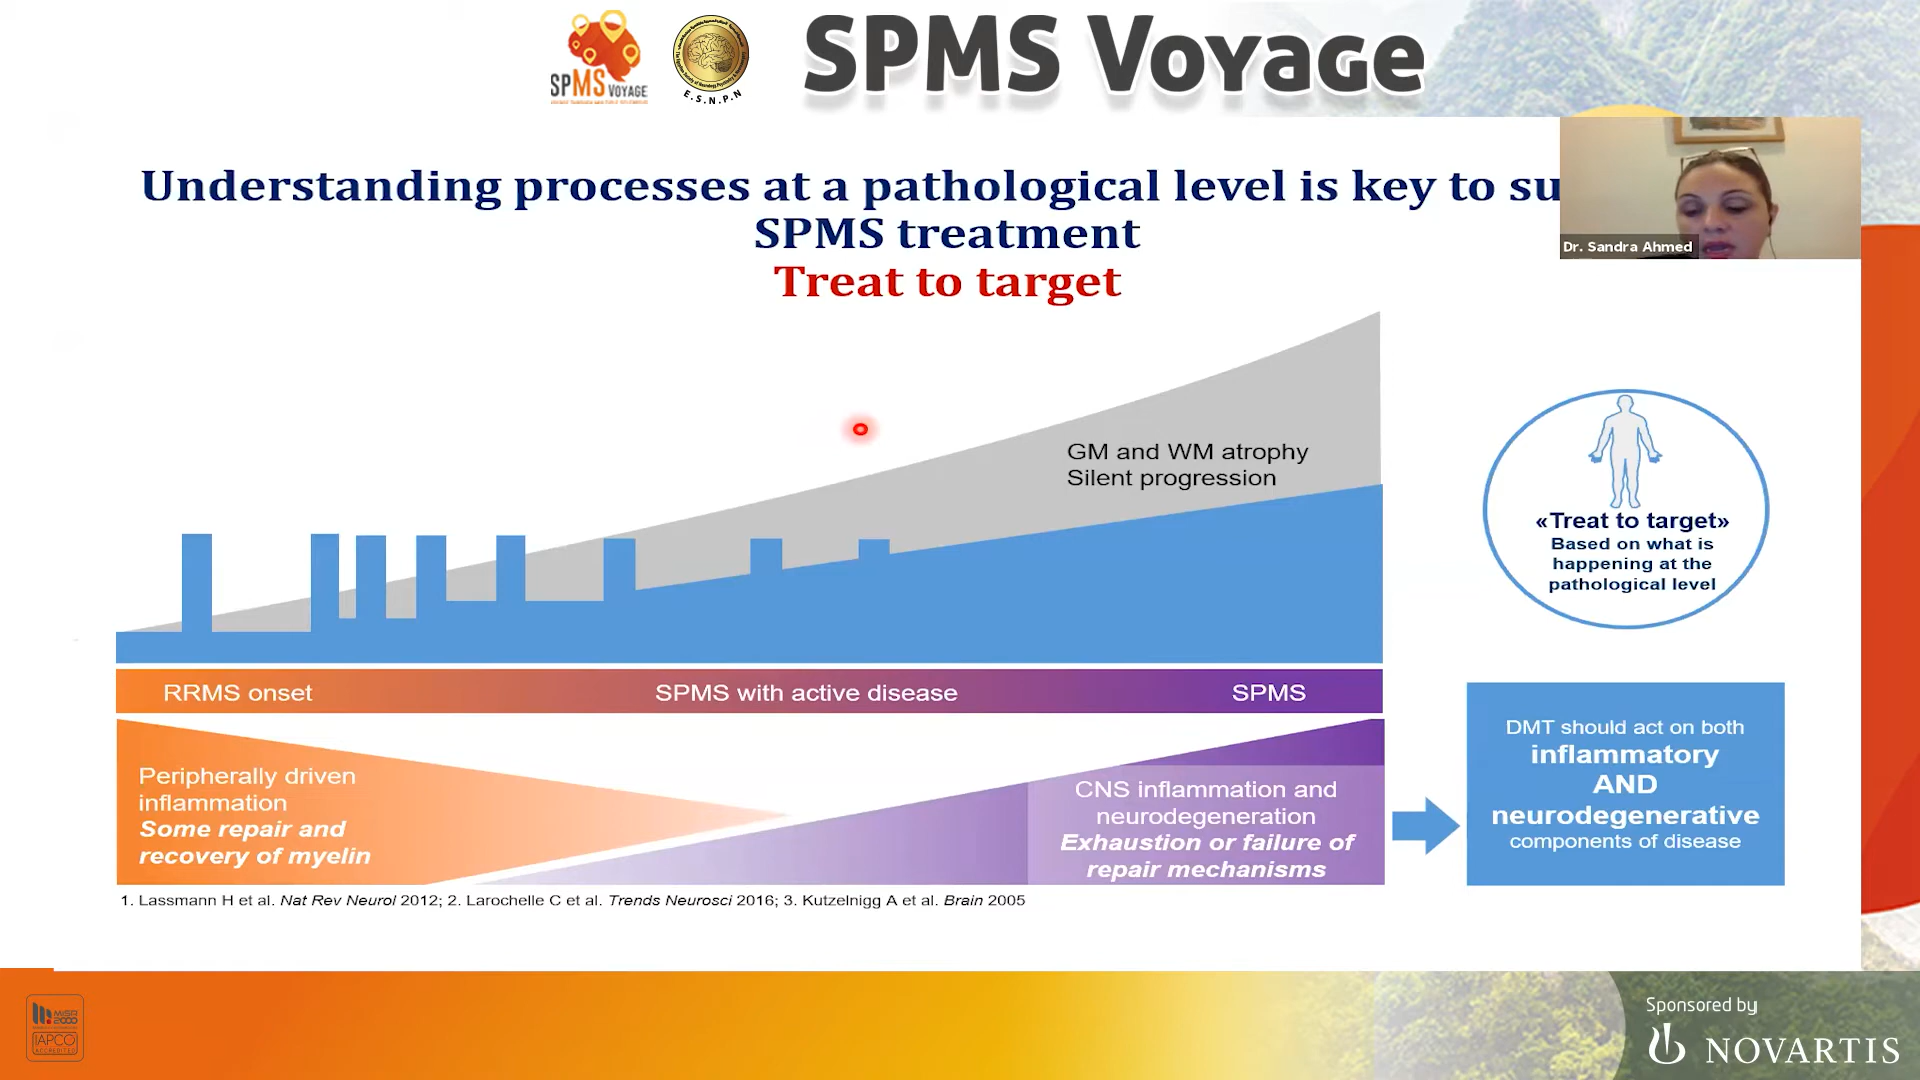 SPMS VOYAGE
E.S.N.P.N
SPMS Voyage
Understanding processes at a pathological level is key to su
SPMS treatment
Treat to target
Dr. Sandra Ahmed
GM and WM atrophy
Silent progression
«Treat to target»
Based on what is
happening at the
pathological level
RRMS onset
SPMS with active disease
SPMS
Peripherally driven
inflammation
Some repair and
recovery of myelin
CNS inflammation and
neurodegeneration
Exhaustion or failure of
repair mechanisms
DMT should act on both
inflammatory
AND
neurodegenerative
components of disease
1. Lassmann H et al. Nat Rev Neurol 2012; 2. Larochelle C et al. Trends Neurosci 2016; 3. Kutzelnigg A et al. Brain 2005
MISR
2000
IAPCO
ACCREDITED
Sponsored by
NOVARTIS